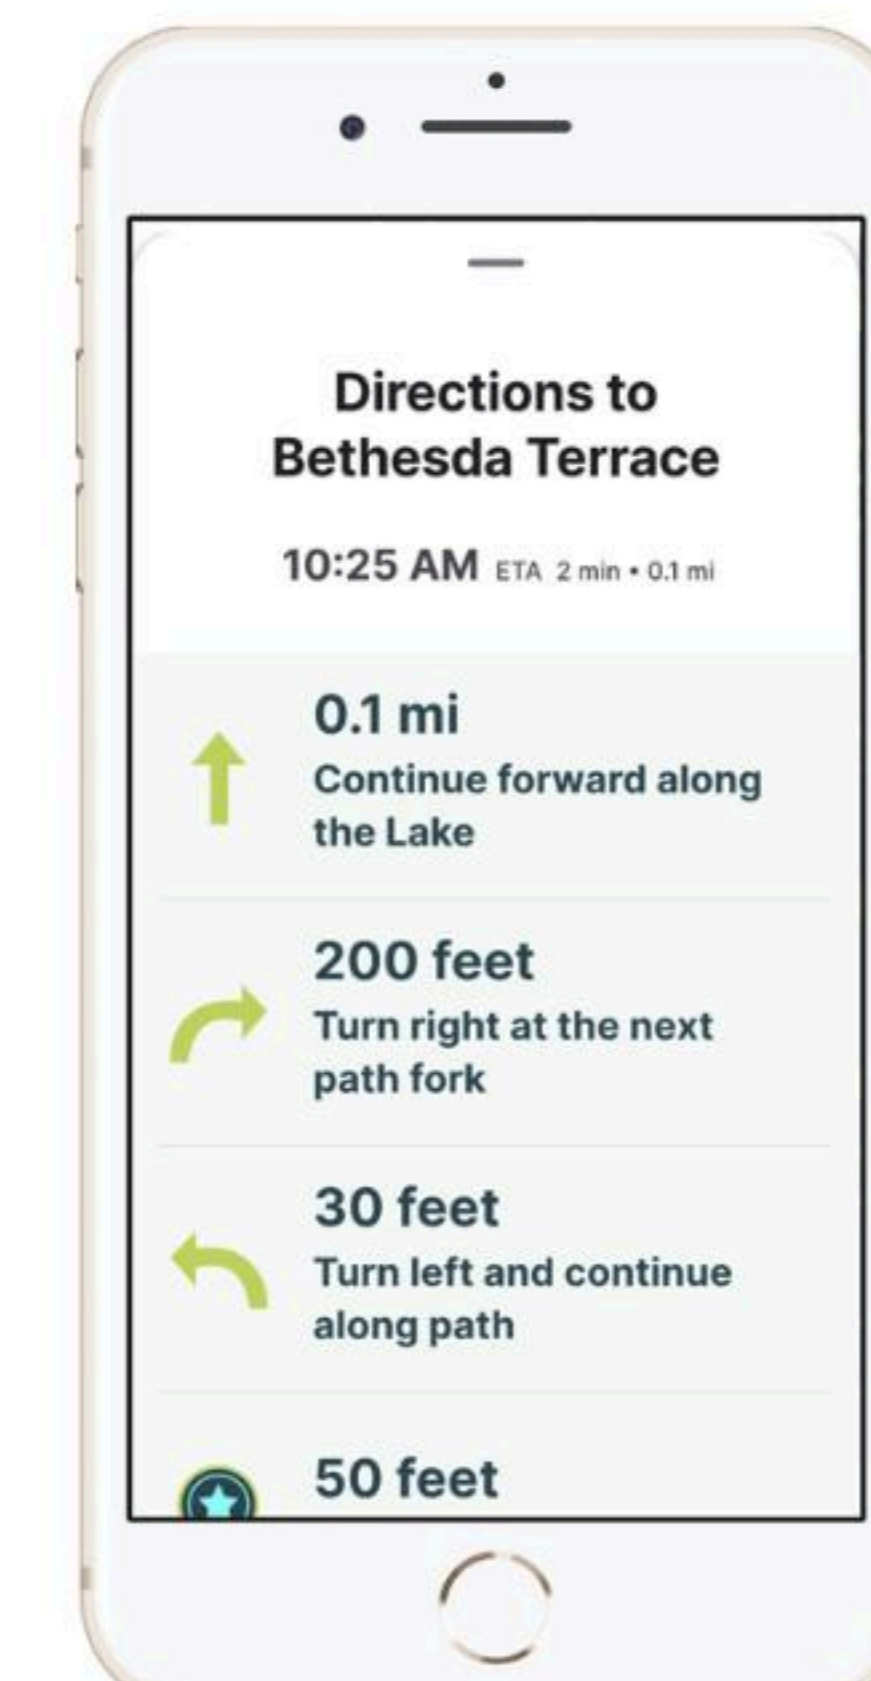 Directions to
Bethesda Terrace
10:25 AM ETA 2 min • 0.1 mi
0.1 mi
Continue forward along
the Lake
200 feet
Turn right at the next
path fork
30 feet
Turn left and continue
along path
50 feet